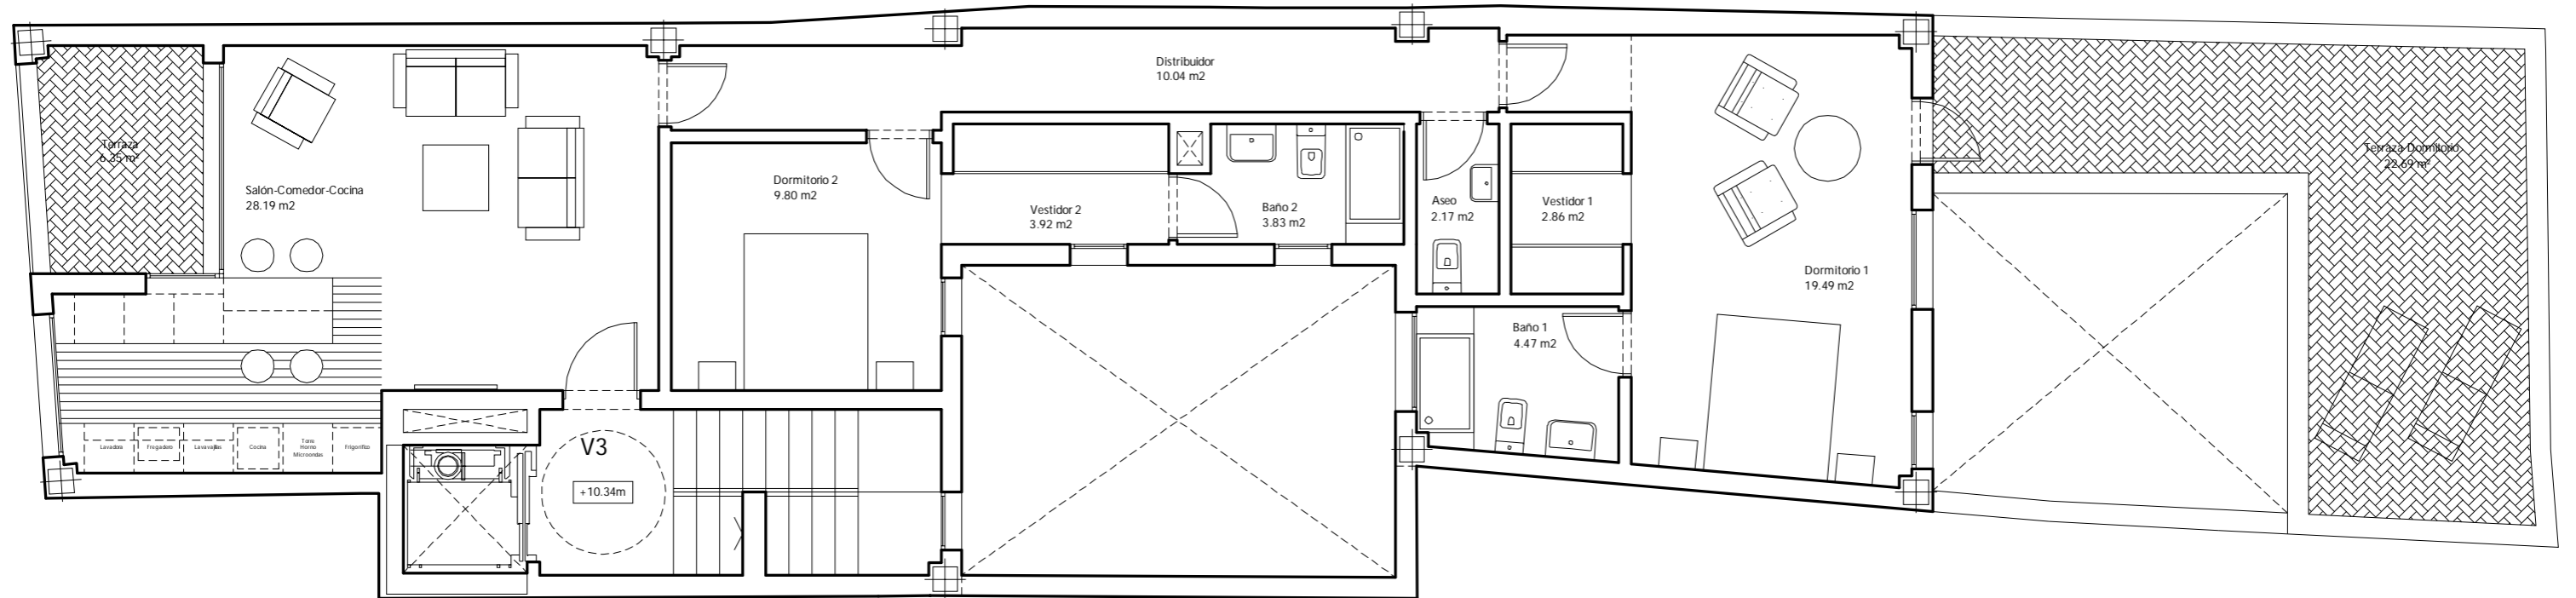 Distribuidor
10.04 m2
Terraza
6.35 m²
Terraza Dormitorio
22.69 m²
Salón-Comedor-Cocina
28.19 m2
Dormitorio 2
9.80 m2
Vestidor 2
3.92 m2
Baño 2
3.83 m2
Aseo
2.17 m2
Vestidor 1
2.86 m2
Dormitorio 1
19.49 m2
Baño 1
4.47 m2
Lavadora
Fregadero
Lavavajillas
Cocina
Torre
Horno
Microondas
Frigorífico
V3
+10.34m